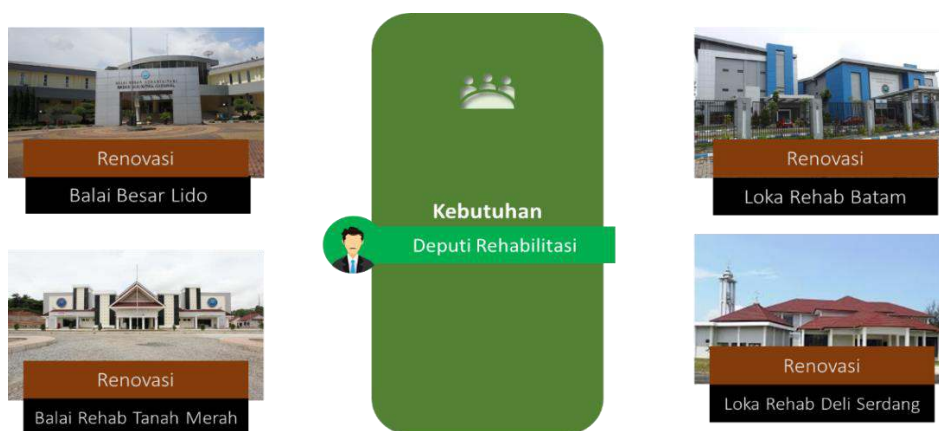 Renovasi
Balai Besar Lido
Renovasi
Balai Rehab Tanah Merah
Kebutuhan
Deputi Rehabilitasi
Renovasi
Loka Rehab Batam
Renovasi
Loka Rehab Deli Serdang